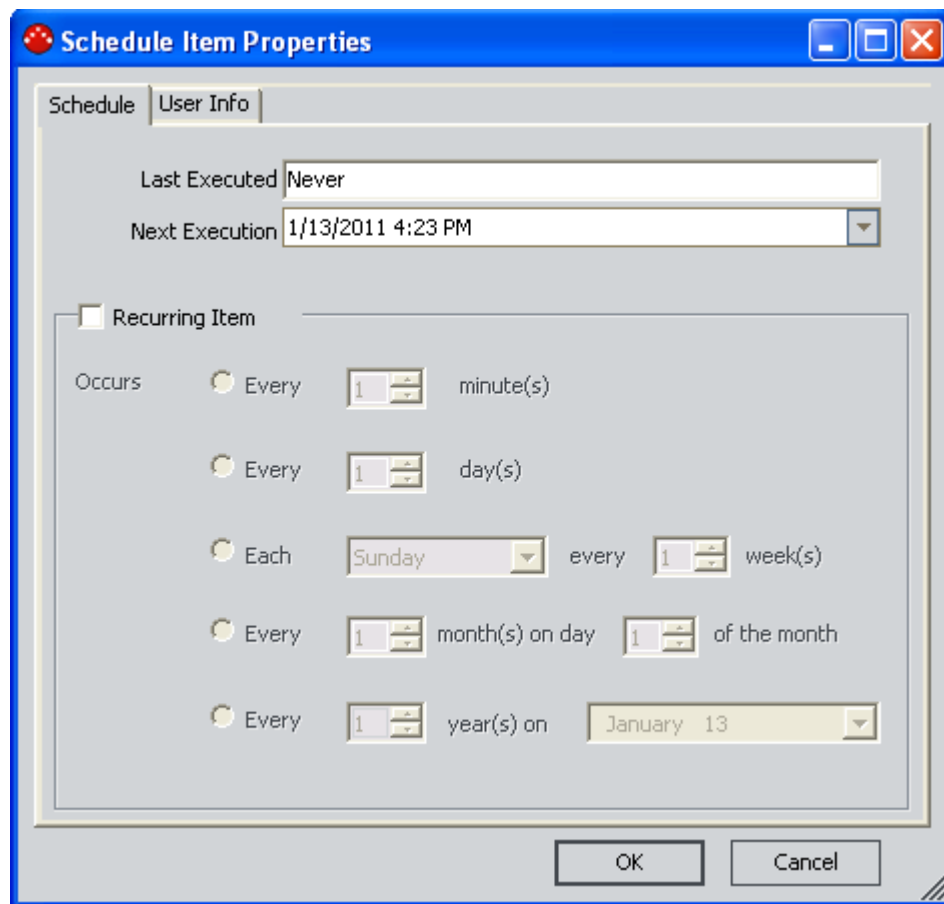 Schedule Item Properties
Schedule User Info
Last Executed Never
Next Execution 1/13/2011 4:23 PM
Recurring Item
Occurs Every 1 minute(s)
Every 1 day(s)
Each Sunday every 1 week(s)
Every 1 month(s) on day 1 of the month
Every 1 year(s) on January 13
OK Cancel